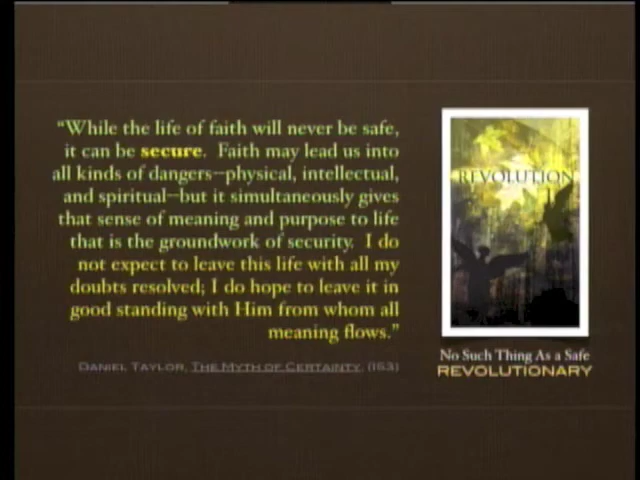 "While the life of faith will never be safe,
it can be secure. Faith may lead us into
all kinds of dangers—physical, intellectual,
and spiritual—but it simultaneously gives
that sense of meaning and purpose to life
that is the groundwork of security. I do
not expect to leave this life with all my
doubts resolved; I do hope to leave it in
good standing with Him from whom all
meaning flows."
Daniel Taylor, The Myth of Certainty, (153)
REVOLUTION
No Such Thing As a Safe
REVOLUTIONARY